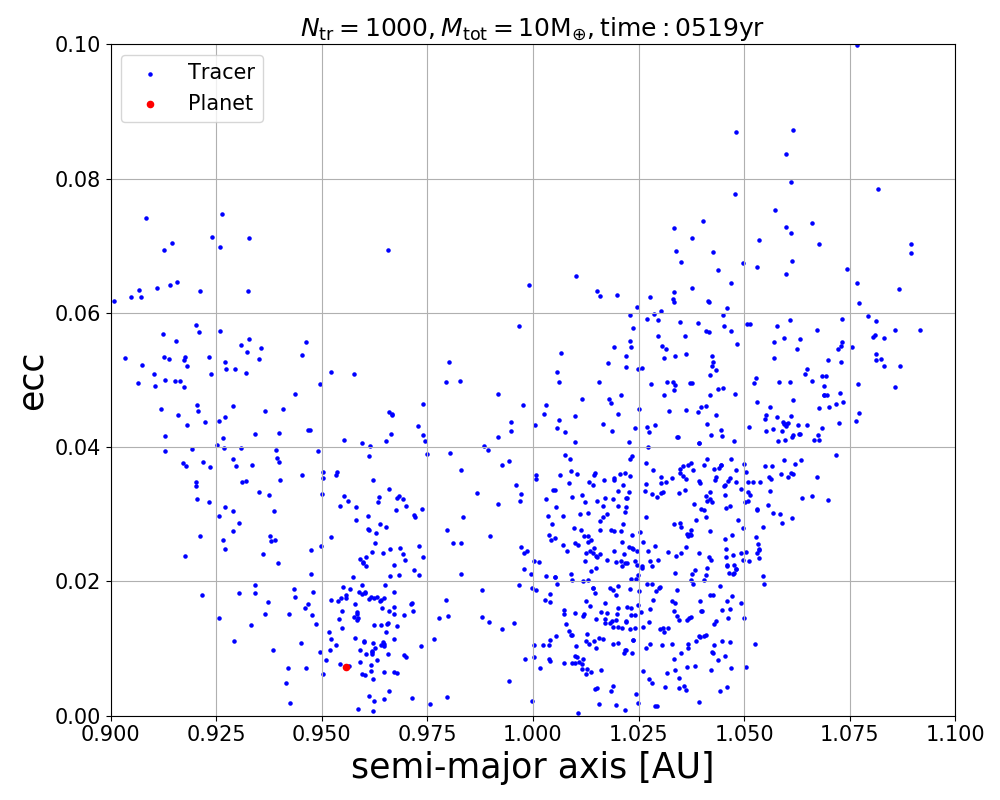 N_tr = 1000, M_tot = 10M_⊕, time : 0519yr
Tracer
Planet
ecc
0.10
0.08
0.06
0.04
0.02
0.00
0.900 0.925 0.950 0.975 1.000 1.025 1.050 1.075 1.100
semi-major axis [AU]